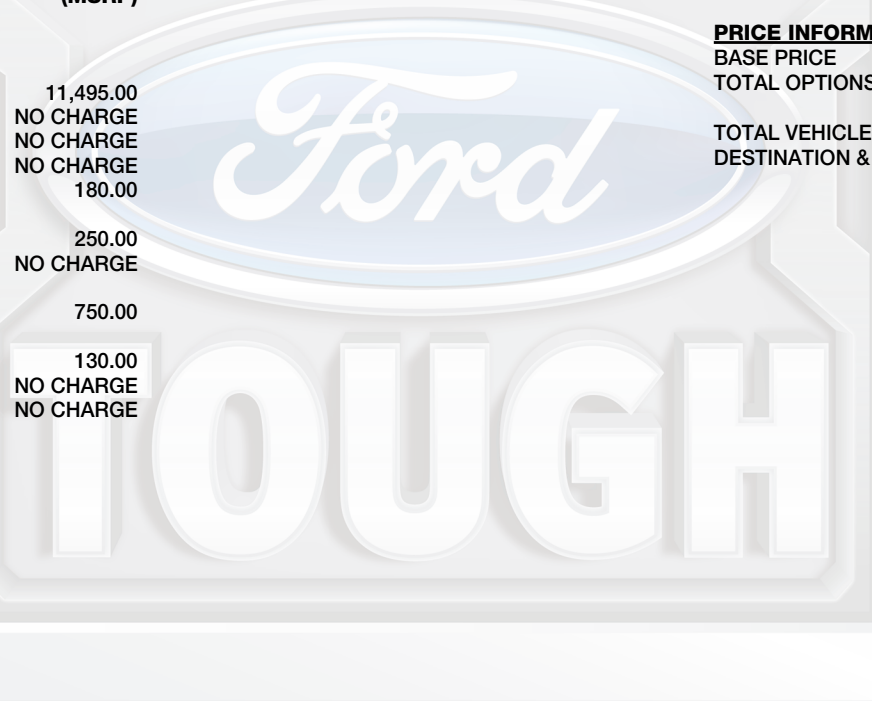 (MSRP)
11,495.00
NO CHARGE
NO CHARGE
NO CHARGE
180.00
250.00
NO CHARGE
750.00
130.00
NO CHARGE
NO CHARGE
PRICE INFORM
BASE PRICE
TOTAL OPTIONS
TOTAL VEHICLE
DESTINATION &
Ford
TOUGH